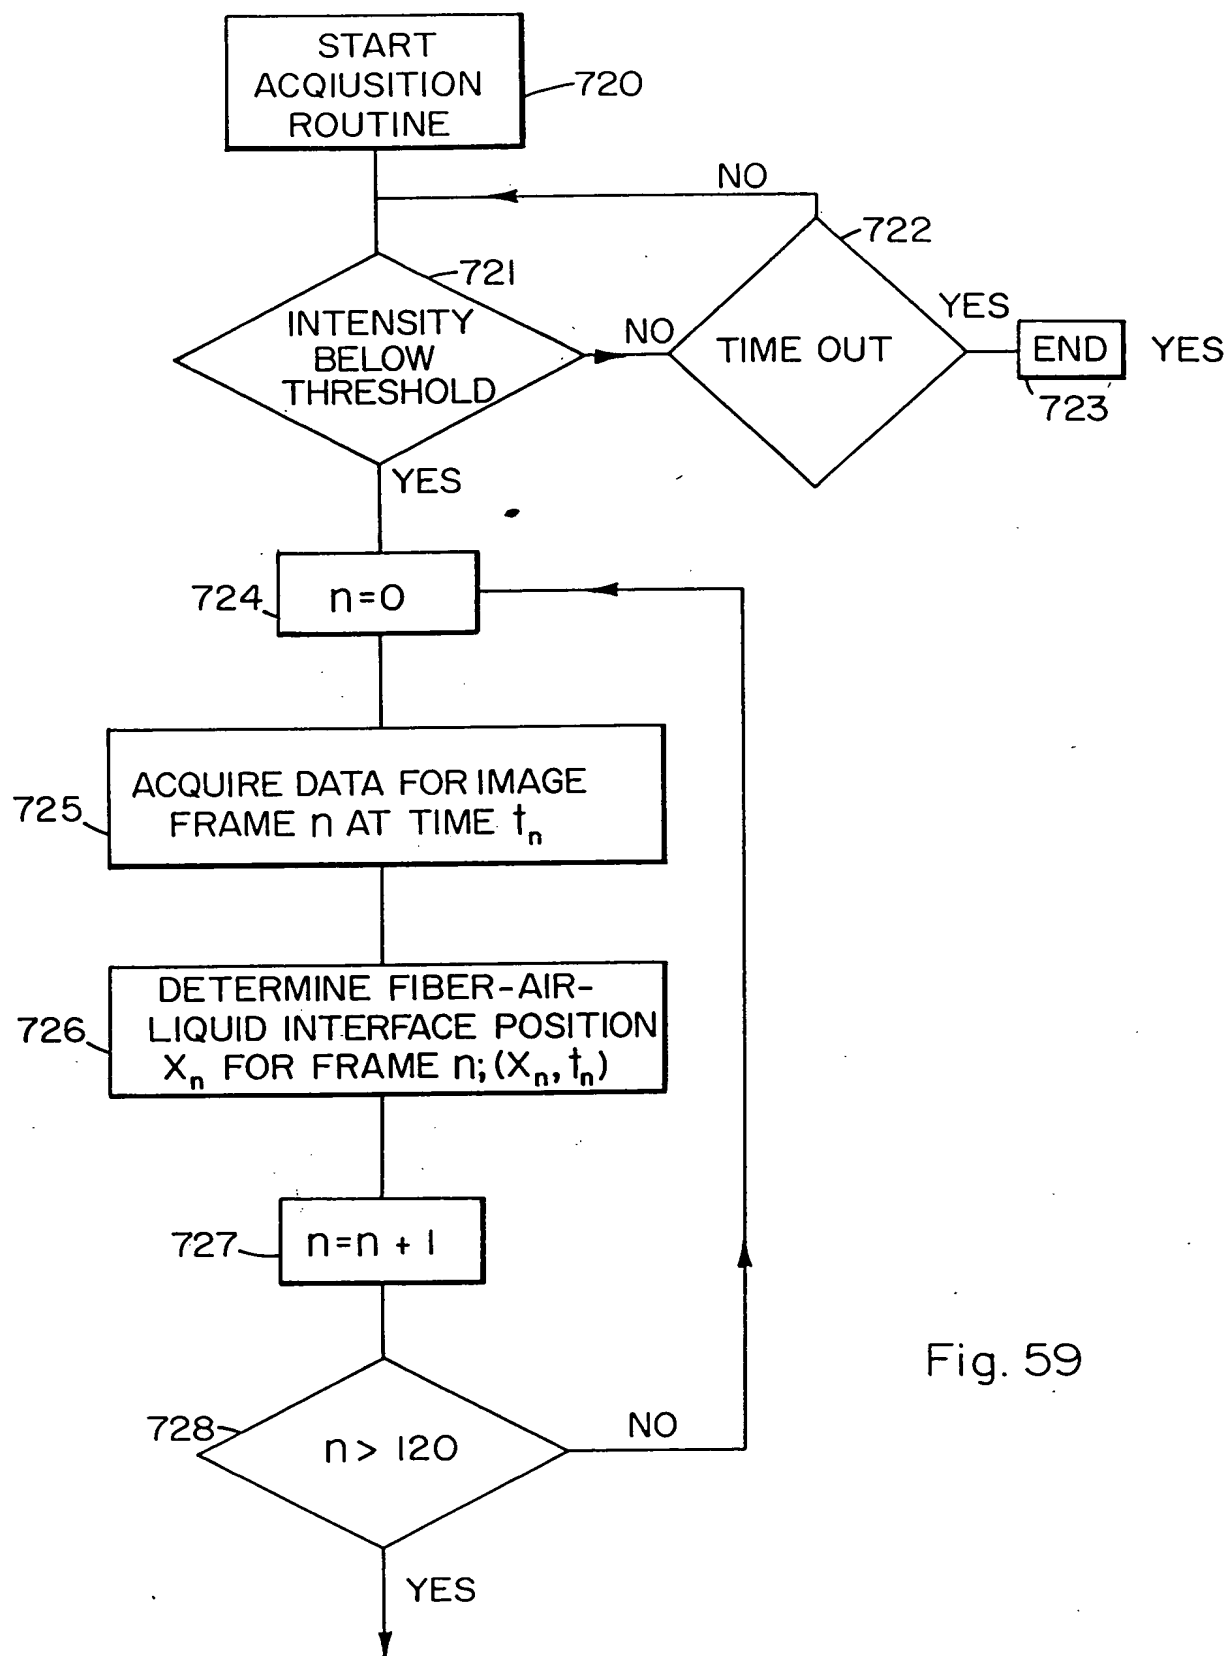 START
ACQIUSITION
ROUTINE
720
NO
722
721
INTENSITY
BELOW
THRESHOLD
NO
TIME OUT
YES
END
YES
723
YES
724
n=0
725
ACQUIRE DATA FOR IMAGE
FRAME n AT TIME tn
726
DETERMINE FIBER-AIR-
LIQUID INTERFACE POSITION
Xn FOR FRAME n; (Xn, tn)
727
n=n + 1
728
n> 120
NO
YES
Fig. 59